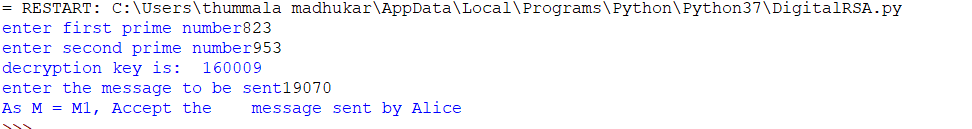 = RESTART: C:\Users\thummala madhukar\AppData\Local\Programs\Python\Python37\DigitalRSA.py
enter first prime number823
enter second prime number953
decryption key is:  160009
enter the message to be sent19070
As M = M1, Accept the    message sent by Alice
>>>